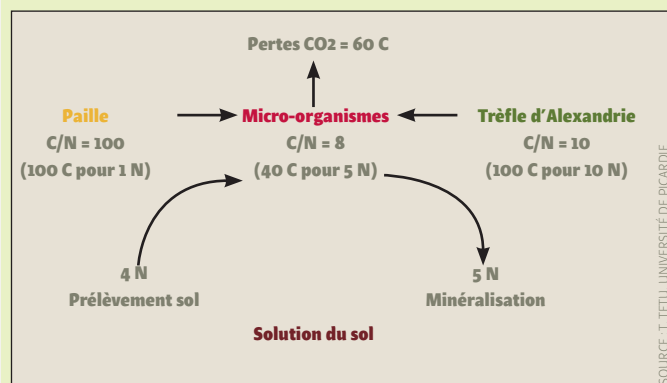 Pertes CO2 = 60 C
Paille
Micro-organismes
Trèfle d'Alexandrie
C/N = 100
C/N = 8
C/N = 10
(100 C pour 1 N)
(40 C pour 5 N)
(100 C pour 10 N)
4 N
5 N
Prélèvement sol
Minéralisation
Solution du sol
SOURCE : T. TETU, UNIVERSITÉ DE PICARDIE